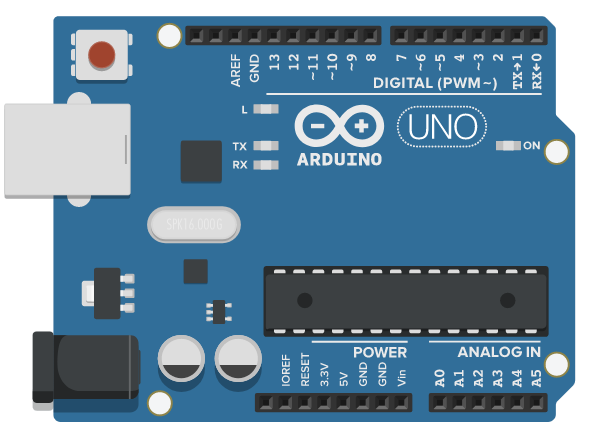 AREF
GND
13
12
~11
~10
~9
8
7
~6
~5
4
~3
2
TX→1
RX←0
DIGITAL (PWM~)
L
TX
RX
ARDUINO
UNO
ON
SPK16.000G
POWER
ANALOG IN
IOREF
RESET
3.3V
5V
GND
GND
Vin
A0
A1
A2
A3
A4
A5